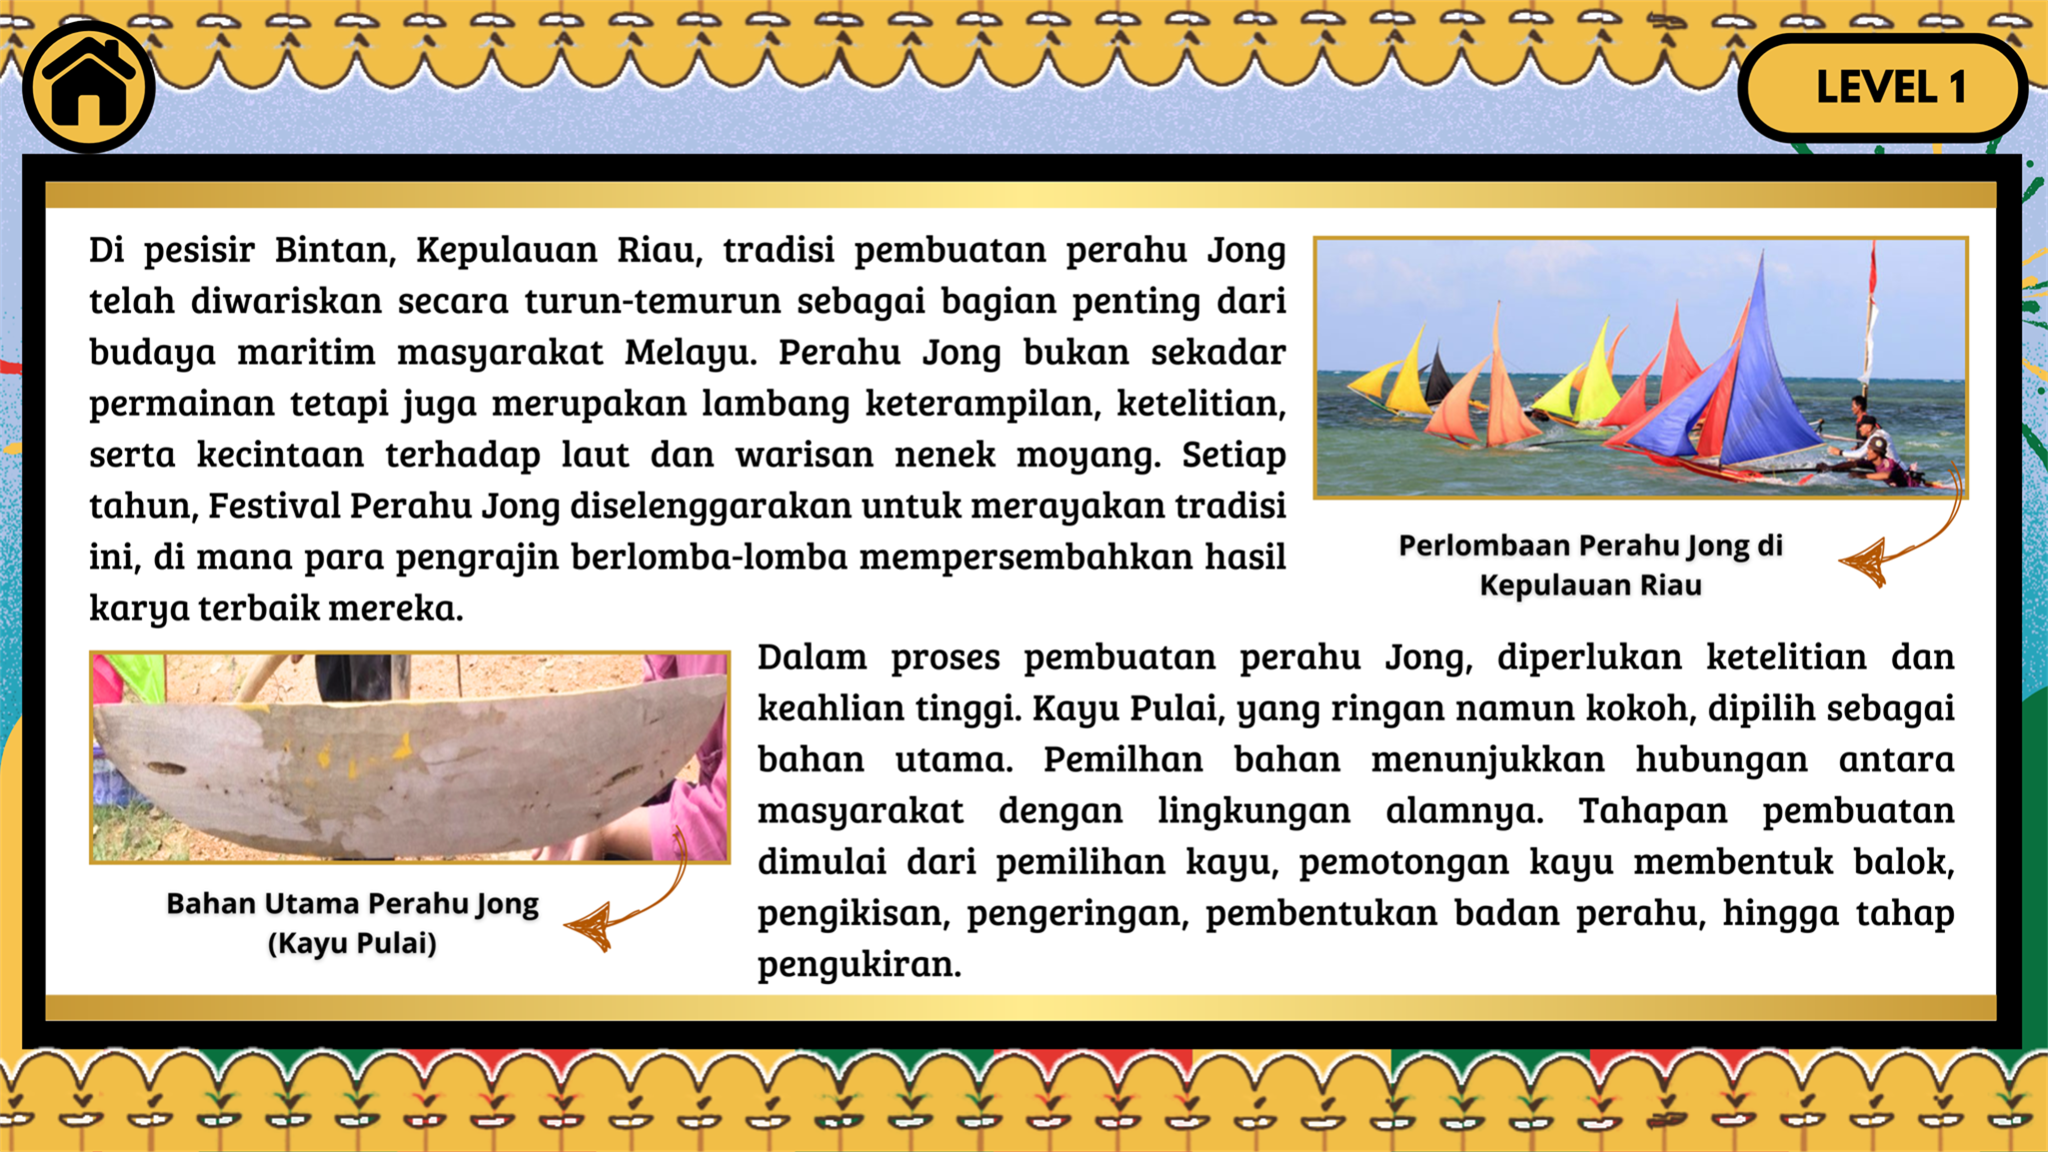 LEVEL 1
Di pesisir Bintan, Kepulauan Riau, tradisi pembuatan perahu Jong
telah diwariskan secara turun-temurun sebagai bagian penting dari
budaya maritim masyarakat Melayu. Perahu Jong bukan sekadar
permainan tetapi juga merupakan lambang keterampilan, ketelitian,
serta kecintaan terhadap laut dan warisan nenek moyang. Setiap
tahun, Festival Perahu Jong diselenggarakan untuk merayakan tradisi
ini, di mana para pengrajin berlomba-lomba mempersembahkan hasil
karya terbaik mereka.
Perlombaan Perahu Jong di
Kepulauan Riau
Bahan Utama Perahu Jong
(Kayu Pulai)
Dalam proses pembuatan perahu Jong, diperlukan ketelitian dan
keahlian tinggi. Kayu Pulai, yang ringan namun kokoh, dipilih sebagai
bahan utama. Pemilhan bahan menunjukkan hubungan antara
masyarakat dengan lingkungan alamnya. Tahapan pembuatan
dimulai dari pemilihan kayu, pemotongan kayu membentuk balok,
pengikisan, pengeringan, pembentukan badan perahu, hingga tahap
pengukiran.